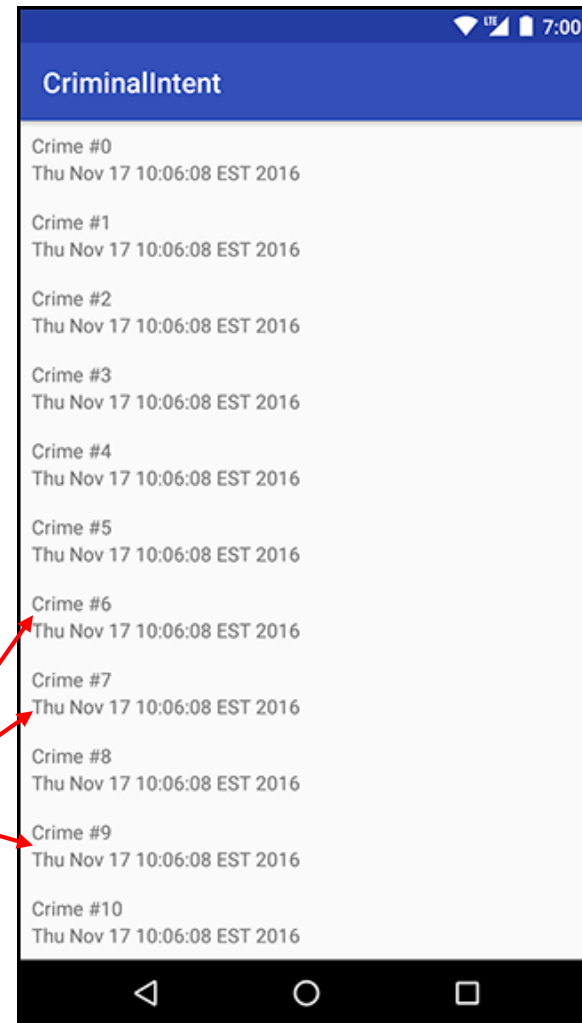 LTE 7:00
CriminalIntent
Crime #0
Thu Nov 17 10:06:08 EST 2016
Crime #1
Thu Nov 17 10:06:08 EST 2016
Crime #2
Thu Nov 17 10:06:08 EST 2016
Crime #3
Thu Nov 17 10:06:08 EST 2016
Crime #4
Thu Nov 17 10:06:08 EST 2016
Crime #5
Thu Nov 17 10:06:08 EST 2016
Crime #6
Thu Nov 17 10:06:08 EST 2016
Crime #7
Thu Nov 17 10:06:08 EST 2016
Crime #8
Thu Nov 17 10:06:08 EST 2016
Crime #9
Thu Nov 17 10:06:08 EST 2016
Crime #10
Thu Nov 17 10:06:08 EST 2016